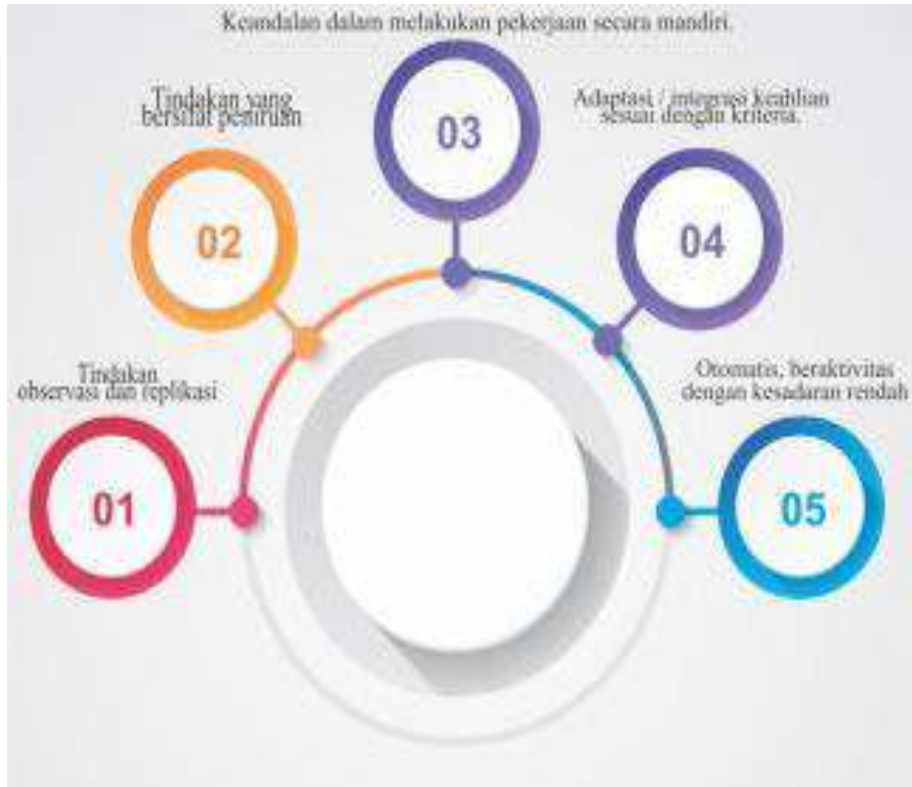 Keandalan dalam melakukan pekerjaan secara mandiri.
Tindakan yang
bersifat peniruan
Adaptasi / integrasi keahlian
sesuai dengan kriteria.
03
02
04
Tindakan
observasi dan replikasi
Otomatis, beraktivitas
dengan kesadaran rendah
01
05